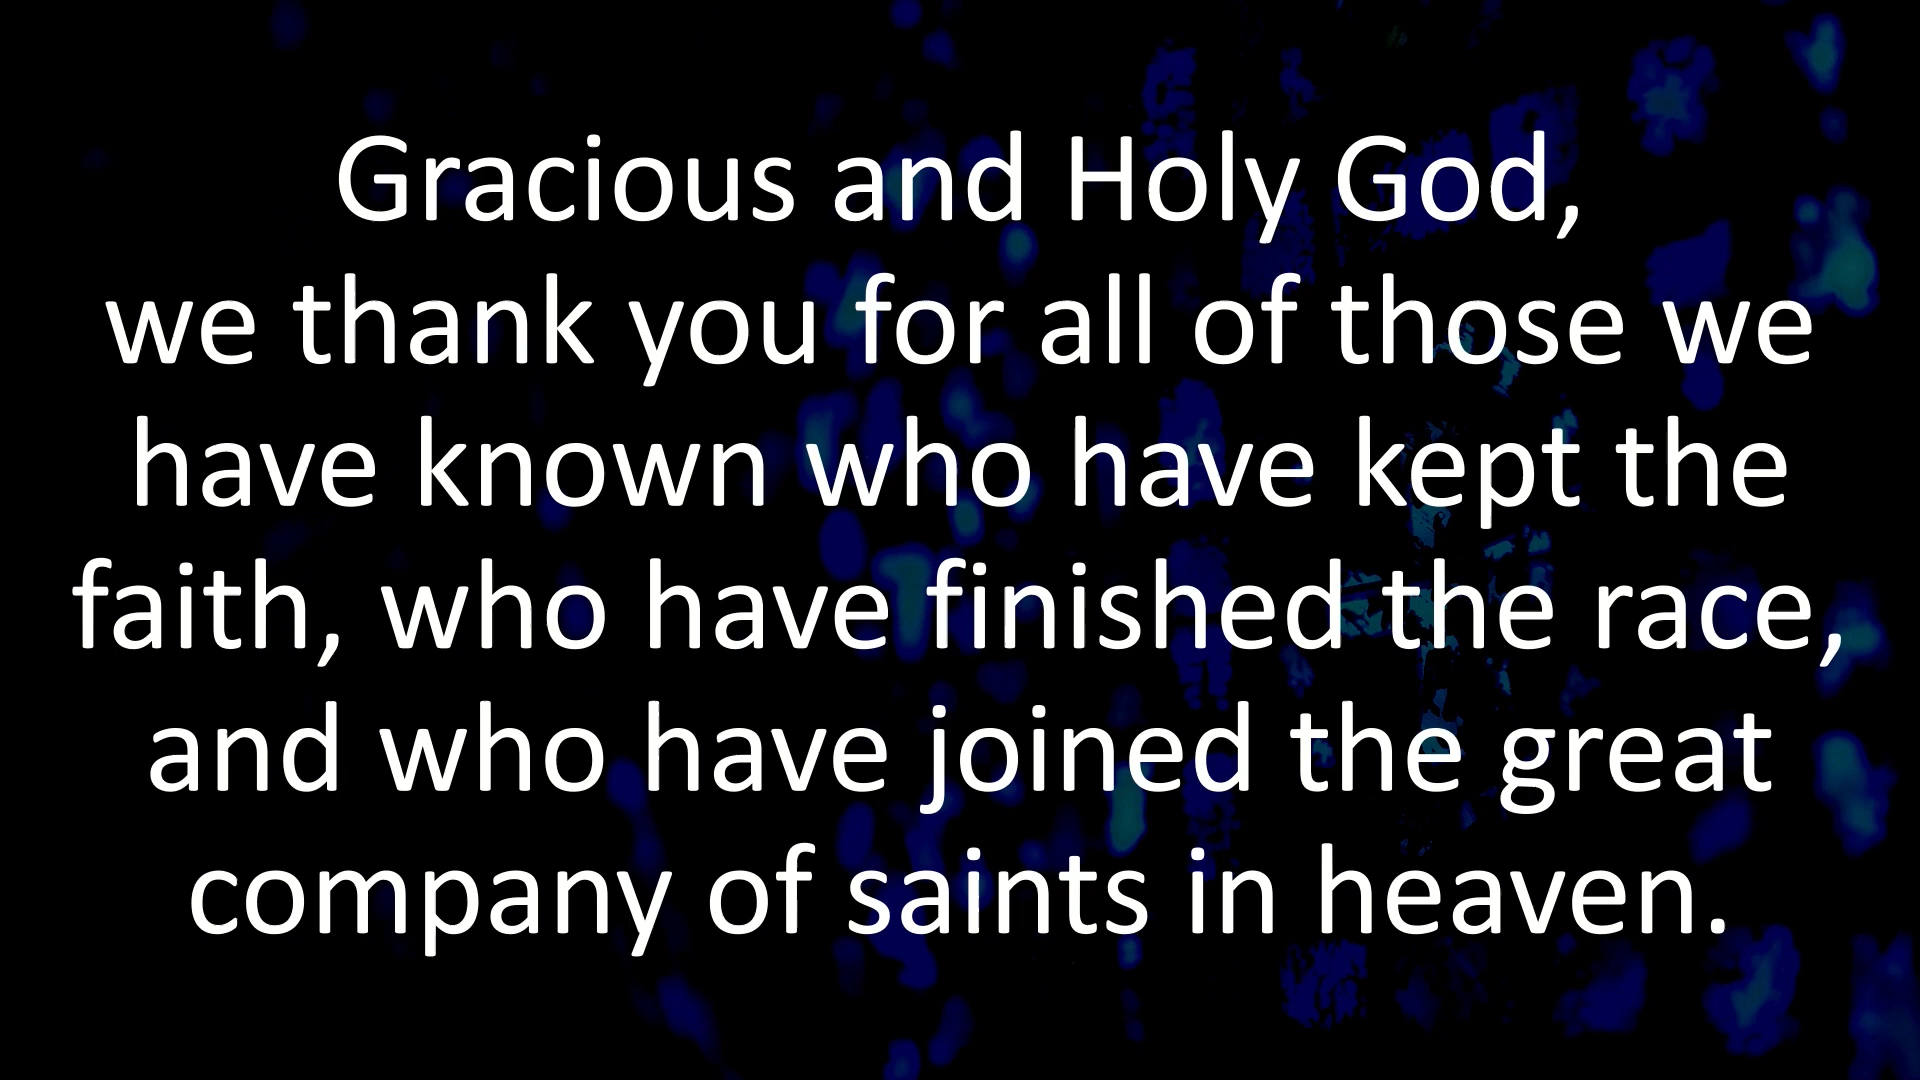 Gracious and Holy God,
we thank you for all of those we
have known who have kept the
faith, who have finished the race,
and who have joined the great
company of saints in heaven.